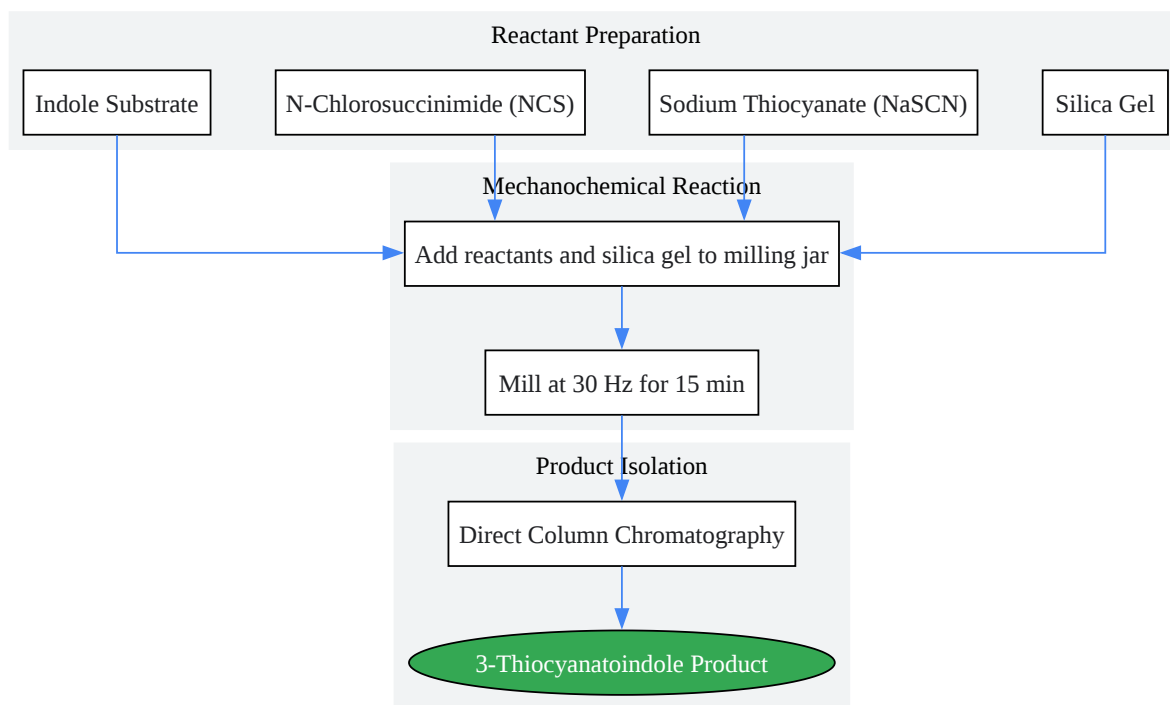 Reactant Preparation
Indole Substrate
N-Chlorosuccinimide (NCS)
Sodium Thiocyanate (NaSCN)
Silica Gel
Mechanochemical Reaction
Add reactants and silica gel to milling jar
Mill at 30 Hz for 15 min
Product Isolation
Direct Column Chromatography
3-Thiocyanatoindole Product